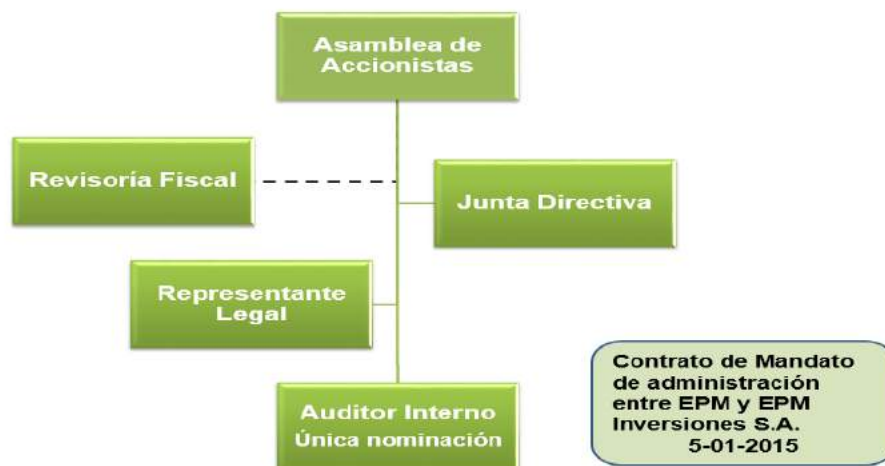 Asamblea de
Accionistas
Revisoría Fiscal
Junta Directiva
Representante
Legal
Auditor Interno
Única nominación
Contrato de Mandato
de administración
entre EPM y EPM
Inversiones S.A.
5-01-2015